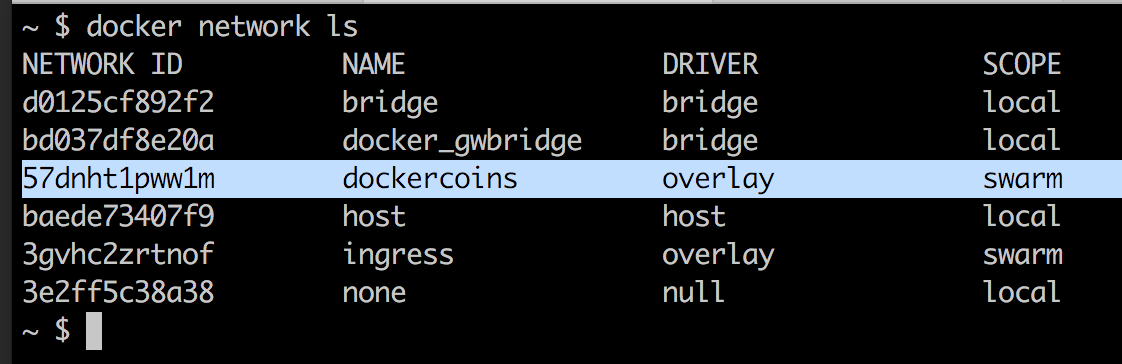 ~ $ docker network ls
NETWORK ID        NAME                DRIVER              SCOPE
d0125cf892f2        bridge              bridge              local
bd037df8e20a        docker_gwbridge     bridge              local
57dnht1pww1m        dockercoins         overlay             swarm
baede73407f9        host                host                local
3gvhc2zrtnof        ingress             overlay             swarm
3e2ff5c38a38        none                null                local
~ $